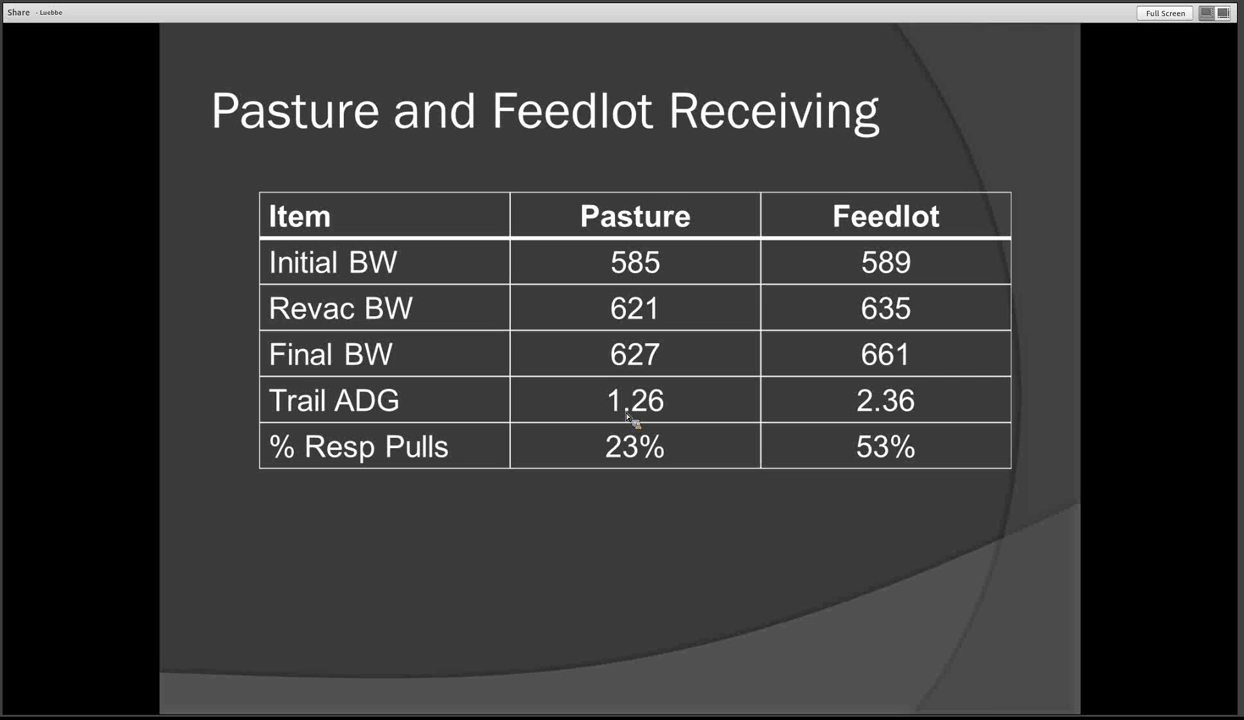 Share - Luebbe
Full Screen
Pasture and Feedlot Receiving
Item Pasture Feedlot
Initial BW 585 589
Revac BW 621 635
Final BW 627 661
Trail ADG 1.26 2.36
% Resp Pulls 23% 53%